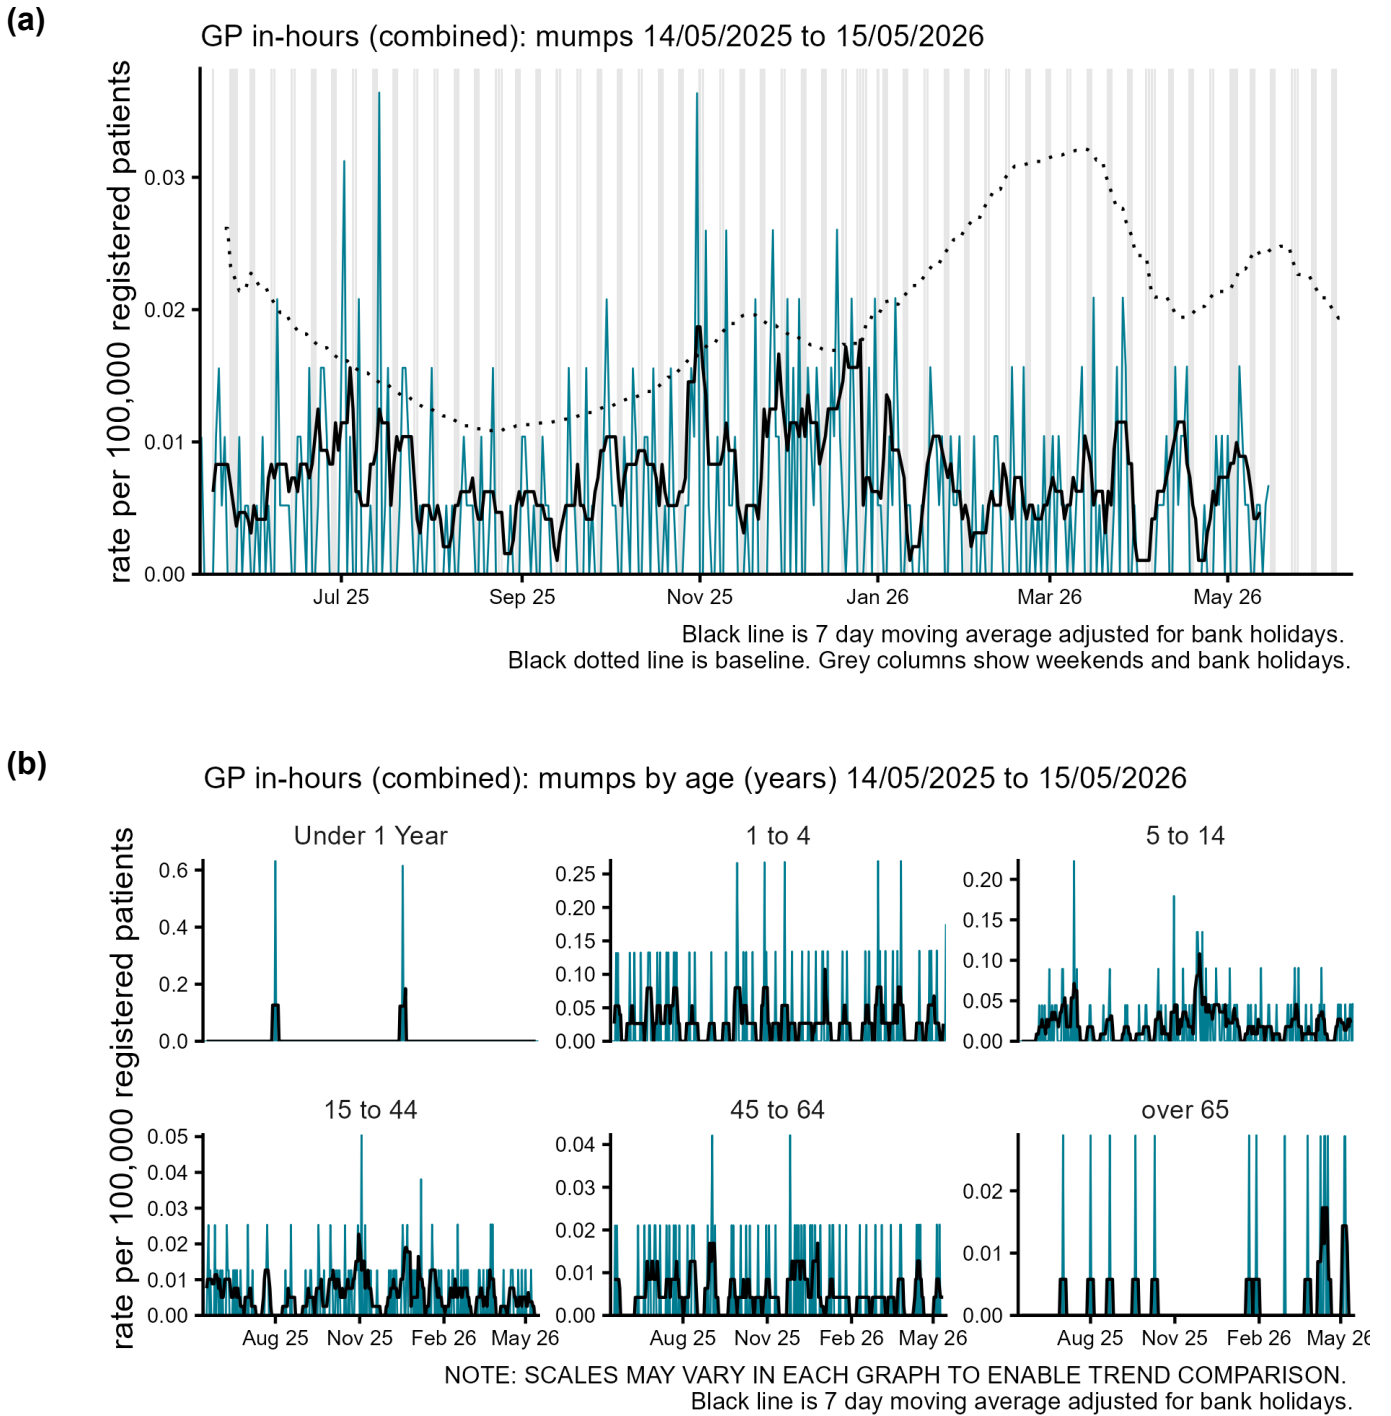 (a)
GP in-hours (combined): mumps 14/05/2025 to 15/05/2026
rate per 100,000 registered patients
0.03
0.02
0.01
0.00
Jul 25 Sep 25 Nov 25 Jan 26 Mar 26 May 26
Black line is 7 day moving average adjusted for bank holidays.
Black dotted line is baseline. Grey columns show weekends and bank holidays.
(b)
GP in-hours (combined): mumps by age (years) 14/05/2025 to 15/05/2026
rate per 100,000 registered patients
Under 1 Year
0.6
0.4
0.2
0.0
1 to 4
0.25
0.20
0.15
0.10
0.05
0.00
5 to 14
0.20
0.15
0.10
0.05
0.00
15 to 44
0.05
0.04
0.03
0.02
0.01
0.00
Aug 25 Nov 25 Feb 26 May 26
45 to 64
0.04
0.03
0.02
0.01
0.00
Aug 25 Nov 25 Feb 26 May 26
over 65
0.02
0.01
0.00
Aug 25 Nov 25 Feb 26 May 26
NOTE: SCALES MAY VARY IN EACH GRAPH TO ENABLE TREND COMPARISON.
Black line is 7 day moving average adjusted for bank holidays.